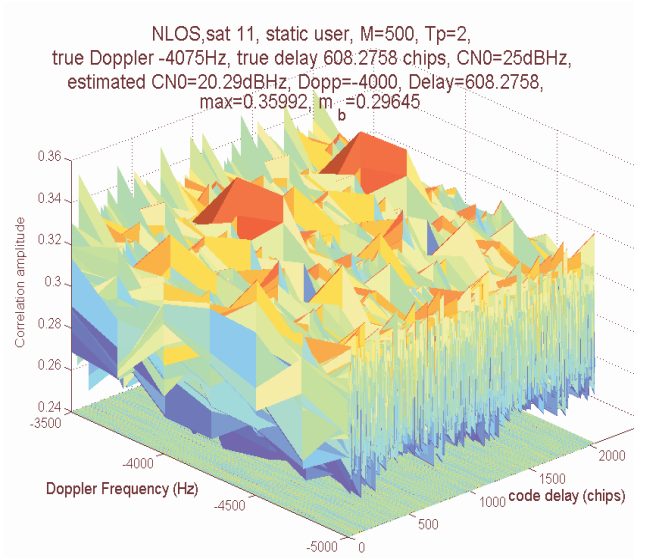 NLOS,sat 11, static user, M=500, Tp=2,
true Doppler -4075Hz, true delay 608.2758 chips, CN0=25dBHz,
estimated CN0=20.29dBHz, Dopp=-4000, Delay=608.2758,
max=0.35992, m_b=0.29645
0.36
0.34
0.32
0.3
0.28
0.26
0.24
Correlation amplitude
-3500
-4000
-4500
-5000
Doppler Frequency (Hz)
0
500
1000
1500
2000
code delay (chips)